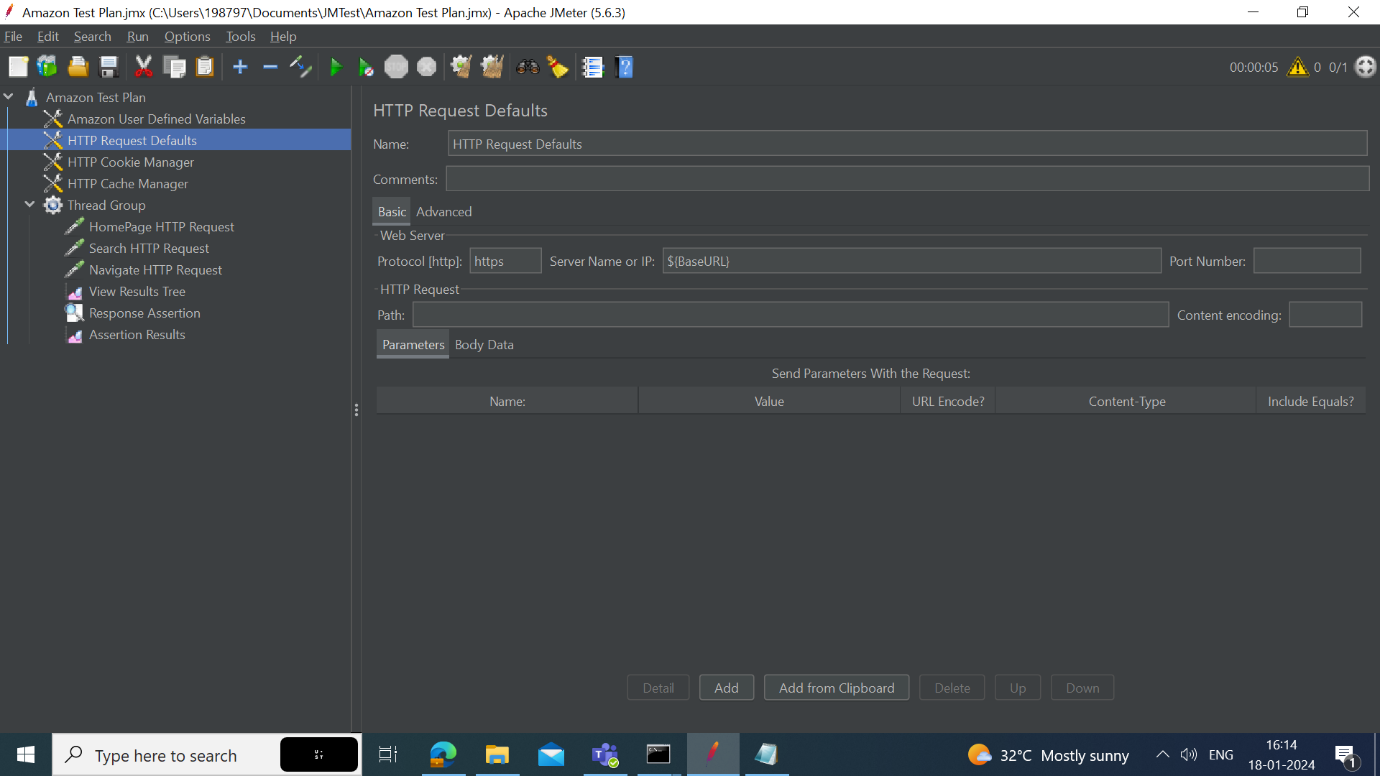 Amazon Test Plan.jmx (C:\Users\198797\Documents\JMTest\Amazon Test Plan.jmx) - Apache JMeter (5.6.3)
File Edit Search Run Options Tools Help
00:00:05 0 0/1
Amazon Test Plan
Amazon User Defined Variables
HTTP Request Defaults
HTTP Cookie Manager
HTTP Cache Manager
Thread Group
HomePage HTTP Request
Search HTTP Request
Navigate HTTP Request
View Results Tree
Response Assertion
Assertion Results
HTTP Request Defaults
Name: HTTP Request Defaults
Comments:
Basic Advanced
Web Server
Protocol [http]: https Server Name or IP: ${BaseURL} Port Number:
HTTP Request
Path: Content encoding:
Parameters Body Data
Send Parameters With the Request:
Name: Value URL Encode? Content-Type Include Equals?
Detail Add Add from Clipboard Delete Up Down
Type here to search
32°C Mostly sunny ENG 16:14
18-01-2024 1